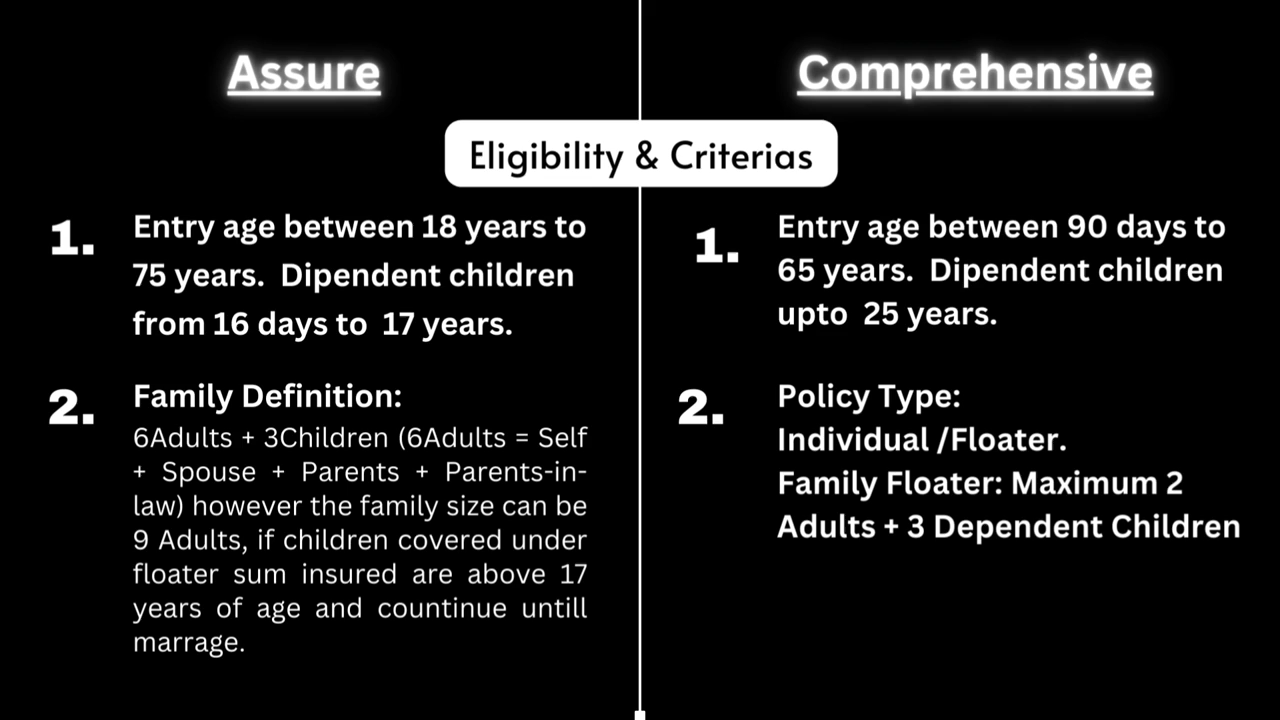 Assure
Comprehensive
Eligibility & Criterias
1.
Entry age between 18 years to
75 years.  Dipendent children
from 16 days to  17 years.
2.
Family Definition:
6Adults + 3Children (6Adults = Self
+ Spouse + Parents + Parents-in-
law) however the family size can be
9 Adults, if children covered under
floater sum insured are above 17
years of age and countinue untill
marrage.
1.
Entry age between 90 days to
65 years.  Dipendent children
upto  25 years.
2.
Policy Type:
Individual /Floater.
Family Floater: Maximum 2
Adults + 3 Dependent Children